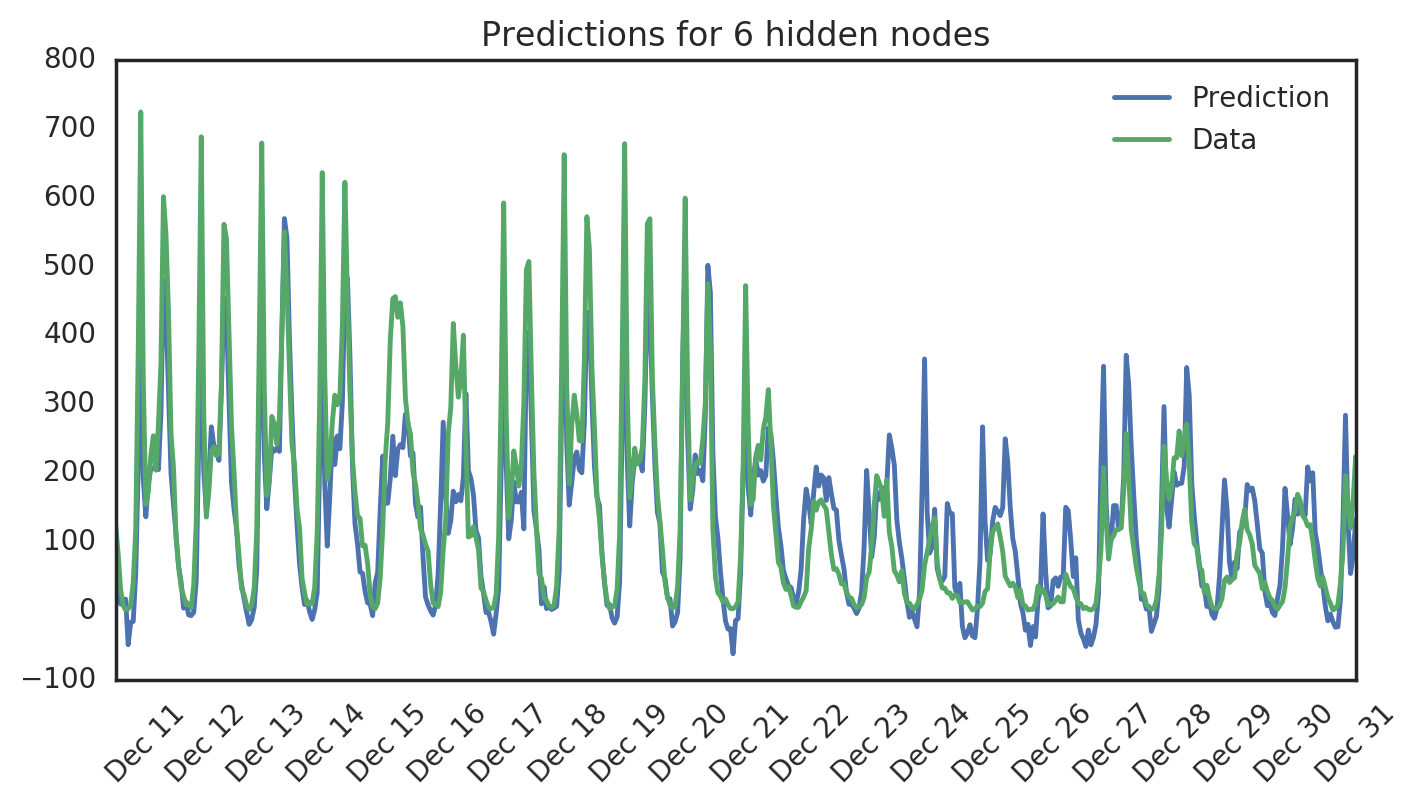 Predictions for 6 hidden nodes
800
700
600
500
400
300
200
100
0
−100
Prediction
Data
Dec 11
Dec 12
Dec 13
Dec 14
Dec 15
Dec 16
Dec 17
Dec 18
Dec 19
Dec 20
Dec 21
Dec 22
Dec 23
Dec 24
Dec 25
Dec 26
Dec 27
Dec 28
Dec 29
Dec 30
Dec 31